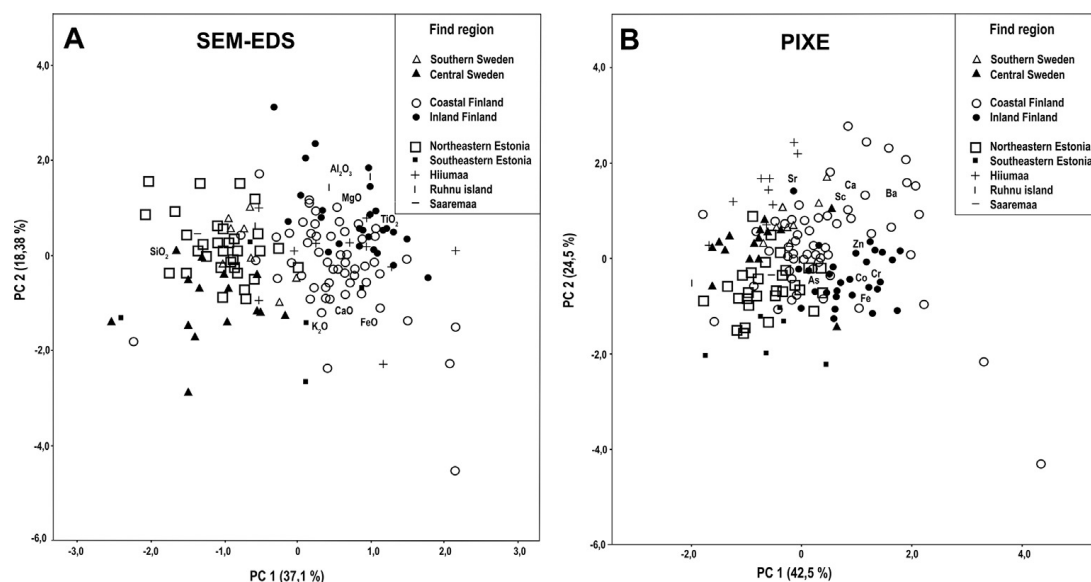 A
SEM-EDS
Find region
Southern Sweden
Central Sweden
Coastal Finland
Inland Finland
Northeastern Estonia
Southeastern Estonia
Hiiumaa
Ruhnu island
Saaremaa
4,0
2,0
0
-2,0
-4,0
-6,0
PC 2 (18,38 %)
Al₂O₃
MgO
TiO₂
SiO₂
CaO
K₂O
FeO
-3,0 -2,0 -1,0 0 1,0 2,0 3,0
PC 1 (37,1 %)
B
PIXE
Find region
Southern Sweden
Central Sweden
Coastal Finland
Inland Finland
Northeastern Estonia
Southeastern Estonia
Hiiumaa
Ruhnu island
Saaremaa
4,0
2,0
0
-2,0
-4,0
-6,0
PC 2 (24,5 %)
Sr
Ca
Sc
Ba
Zn
As
Co
Cr
Fe
-2,0 0 2,0 4,0
PC 1 (42,5 %)